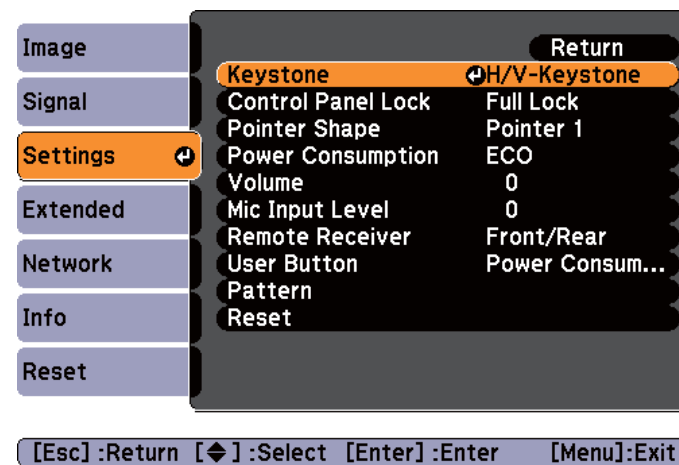 Image
Signal
Settings
Extended
Network
Info
Reset
Return
Keystone H/V-Keystone
Control Panel Lock Full Lock
Pointer Shape Pointer 1
Power Consumption ECO
Volume 0
Mic Input Level 0
Remote Receiver Front/Rear
User Button Power Consum...
Pattern
Reset
[Esc] :Return [◆] :Select [Enter] :Enter [Menu]:Exit